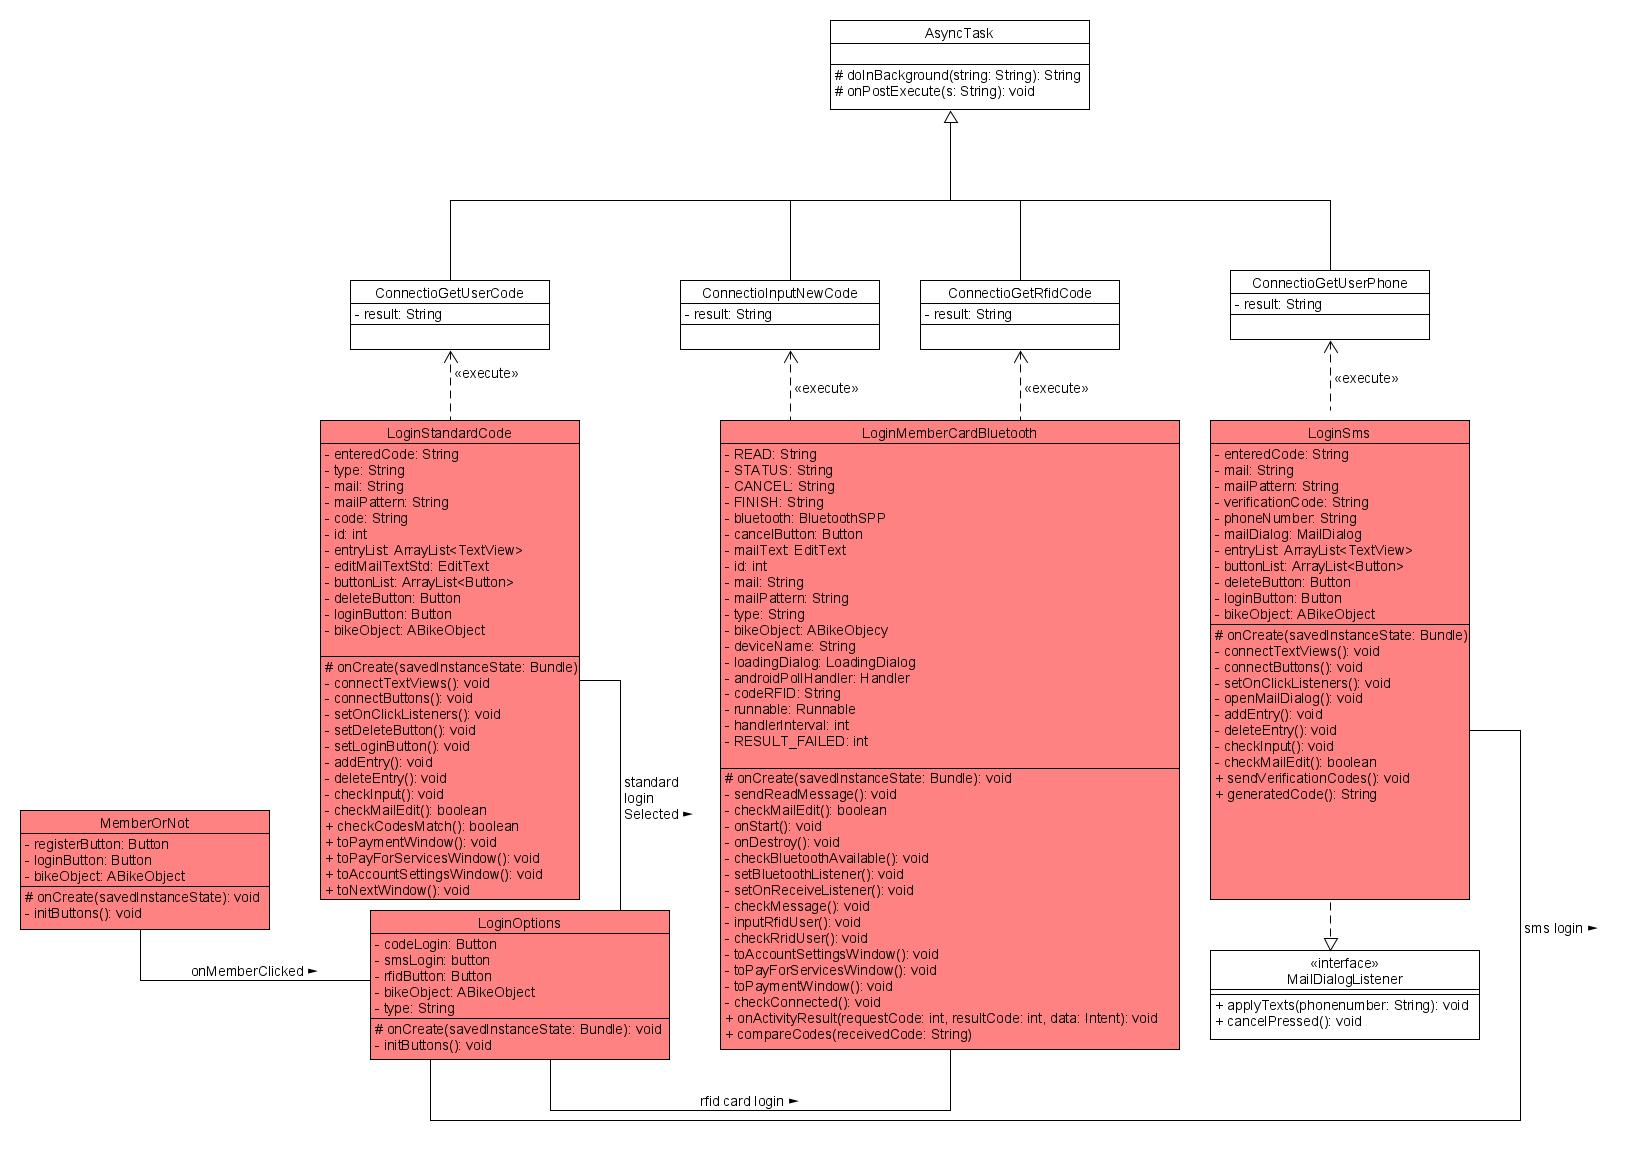 AsyncTask
# doInBackground(string: String): String
# onPostExecute(s: String): void
ConnectioGetUserCode
- result: String
ConnectioInputNewCode
- result: String
ConnectioGetRfidCode
- result: String
ConnectioGetUserPhone
- result: String
«execute»
«execute»
«execute»
«execute»
LoginStandardCode
- enteredCode: String
- type: String
- mail: String
- mailPattern: String
- code: String
- id: int
- entryList: ArrayList<TextView>
- editMailTextStd: EditText
- buttonList: ArrayList<Button>
- deleteButton: Button
- loginButton: Button
- bikeObject: ABikeObject
# onCreate(savedInstanceState: Bundle)
- connectTextViews(): void
- connectButtons(): void
- setOnClickListeners(): void
- setDeleteButton(): void
- setLoginButton(): void
- addEntry(): void
- deleteEntry(): void
- checkInput(): void
- checkMailEdit(): boolean
+ checkCodesMatch(): boolean
+ toPaymentWindow(): void
+ toPayForServicesWindow(): void
+ toAccountSettingsWindow(): void
+ toNextWindow(): void
LoginMemberCardBluetooth
- READ: String
- STATUS: String
- CANCEL: String
- FINISH: String
- bluetooth: BluetoothSPP
- cancelButton: Button
- mailText: EditText
- id: int
- mail: String
- mailPattern: String
- type: String
- bikeObject: ABikeObjecy
- deviceName: String
- loadingDialog: LoadingDialog
- androidPollHandler: Handler
- codeRFID: String
- runnable: Runnable
- handlerInterval: int
- RESULT_FAILED: int
# onCreate(savedInstanceState: Bundle): void
- sendReadMessage(): void
- checkMailEdit(): boolean
- onStart(): void
- onDestroy(): void
- checkBluetoothAvailable(): void
- setBluetoothListener(): void
- setOnReceiveListener(): void
- checkMessage(): void
- inputRfidUser(): void
- checkRridUser(): void
- toAccountSettingsWindow(): void
- toPayForServicesWindow(): void
- toPaymentWindow(): void
- checkConnected(): void
+ onActivityResult(requestCode: int, resultCode: int, data: Intent): void
+ compareCodes(receivedCode: String)
LoginSms
- enteredCode: String
- mail: String
- mailPattern: String
- verificationCode: String
- phoneNumber: String
- mailDialog: MailDialog
- entryList: ArrayList<TextView>
- buttonList: ArrayList<Button>
- deleteButton: Button
- loginButton: Button
- bikeObject: ABikeObject
# onCreate(savedInstanceState: Bundle)
- connectTextViews(): void
- connectButtons(): void
- setOnClickListeners(): void
- openMailDialog(): void
- addEntry(): void
- deleteEntry(): void
- checkInput(): void
- checkMailEdit(): boolean
+ sendVerificationCodes(): void
+ generatedCode(): String
standard
login
Selected ►
MemberOrNot
- registerButton: Button
- loginButton: Button
- bikeObject: ABikeObject
# onCreate(savedInstanceState): void
- initButtons(): void
onMemberClicked ►
LoginOptions
- codeLogin: Button
- smsLogin: button
- rfidButton: Button
- bikeObject: ABikeObject
- type: String
# onCreate(savedInstanceState: Bundle): void
- initButtons(): void
sms login ►
«interface»
MailDialogListener
+ applyTexts(phonenumber: String): void
+ cancelPressed(): void
rfid card login ►